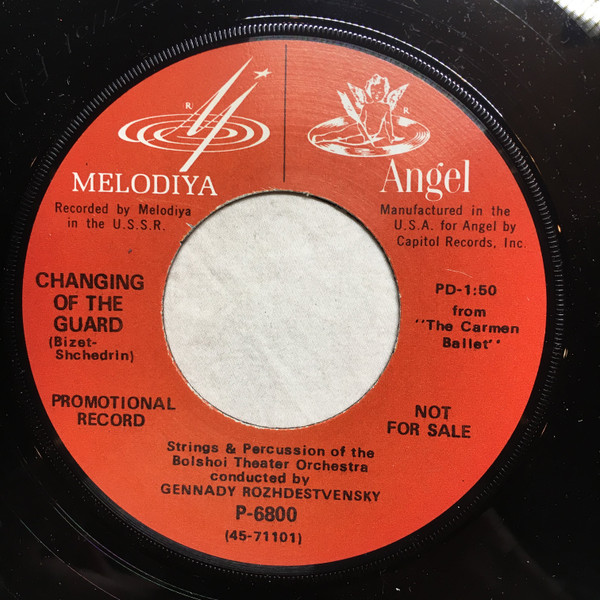 R
R
MELODIYA
Recorded by Melodiya
in the U.S.S.R.
Angel
Manufactured in the
U.S.A. for Angel by
Capitol Records, Inc.
CHANGING
OF THE
GUARD
(Bizet-
Shchedrin)
PD-1:50
from
"The Carmen
Ballet"
PROMOTIONAL
RECORD
NOT
FOR SALE
Strings & Percussion of the
Bolshoi Theater Orchestra
conducted by
GENNADY ROZHDESTVENSKY
P-6800
(45-71101)